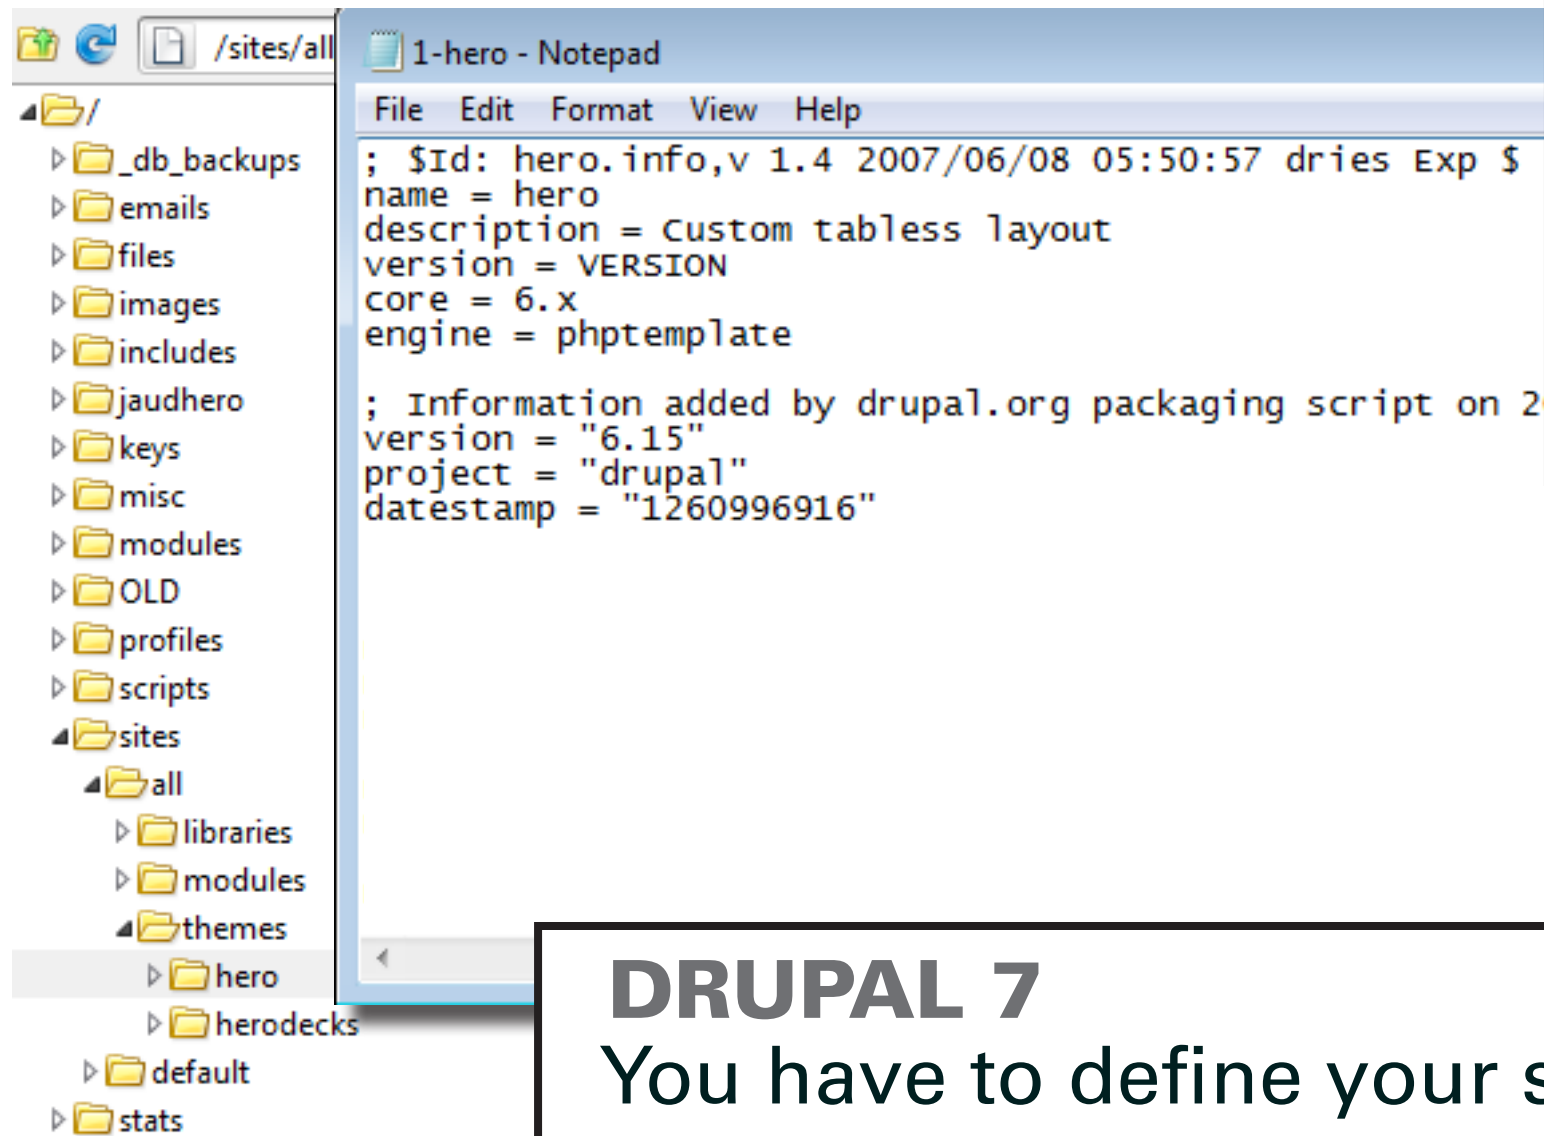 /sites/all
/
_db_backups
emails
files
images
includes
jaudhero
keys
misc
modules
OLD
profiles
scripts
sites
all
libraries
modules
themes
hero
herodecks
default
stats
1-hero - Notepad
File Edit Format View Help
; $Id: hero.info,v 1.4 2007/06/08 05:50:57 dries Exp $
name = hero
description = Custom tabless layout
version = VERSION
core = 6.x
engine = phptemplate
; Information added by drupal.org packaging script on 2
version = "6.15"
project = "drupal"
datestamp = "1260996916"
DRUPAL 7
You have to define your s